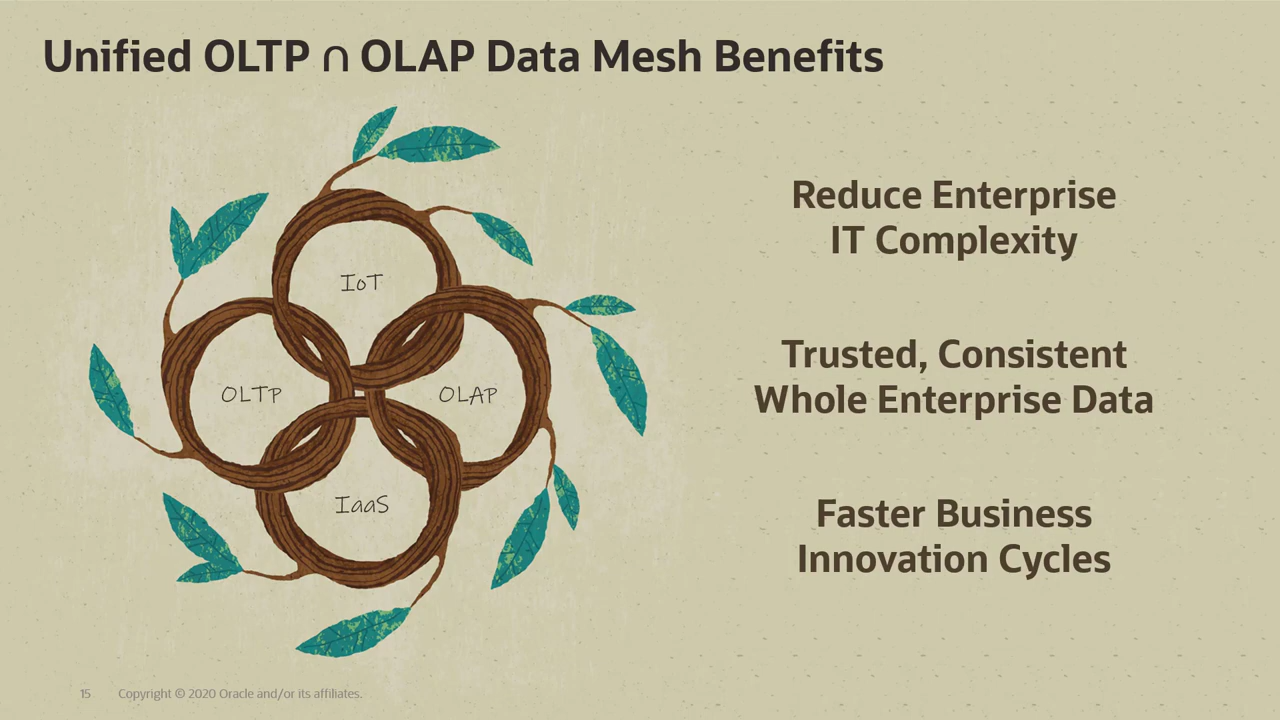 Unified OLTP ∩ OLAP Data Mesh Benefits
IoT
OLTP
OLAP
IaaS
Reduce Enterprise
IT Complexity
Trusted, Consistent
Whole Enterprise Data
Faster Business
Innovation Cycles
15 Copyright © 2020 Oracle and/or its affiliates.